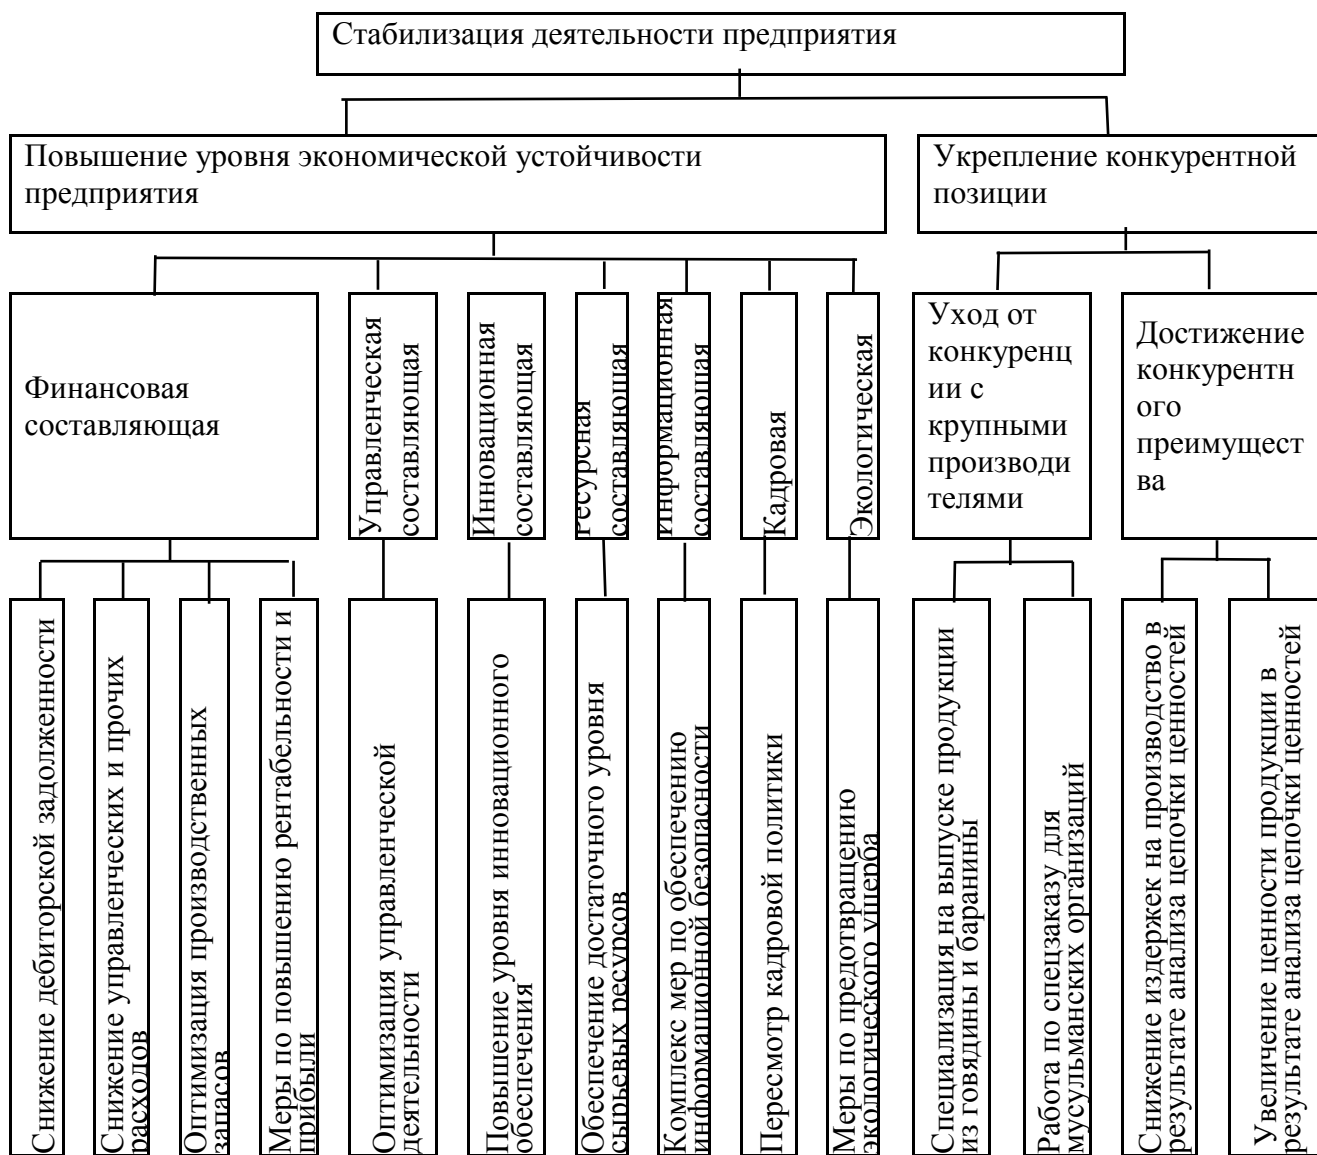 Стабилизация деятельности предприятия
Повышение уровня экономической устойчивости
предприятия
Укрепление конкурентной
позиции
Финансовая
составляющая
Управленческая
составляющая
Инновационная
составляющая
Ресурсная
составляющая
Информационная
составляющая
Кадровая
Экологическая
Уход от
конкуренц
ии с
крупными
производи
телями
Достижение
конкурентн
ого
преимущест
ва
Снижение дебиторской задолженности
Снижение управленческих и прочих
расходов
Оптимизация производственных
запасов
Меры по повышению рентабельности и
прибыли
Оптимизация управленческой
деятельности
Повышение уровня инновационного
обеспечения
Обеспечение достаточного уровня
сырьевых ресурсов
Комплекс мер по обеспечению
информационной безопасности
Пересмотр кадровой политики
Меры по предотвращению
экологического ущерба
Специализация на выпуске продукции
из говядины и баранины
Работа по спецзаказу для
мусульманских организаций
Снижение издержек на производство в
результате анализа цепочки ценностей
Увеличение ценности продукции в
результате анализа цепочки ценностей